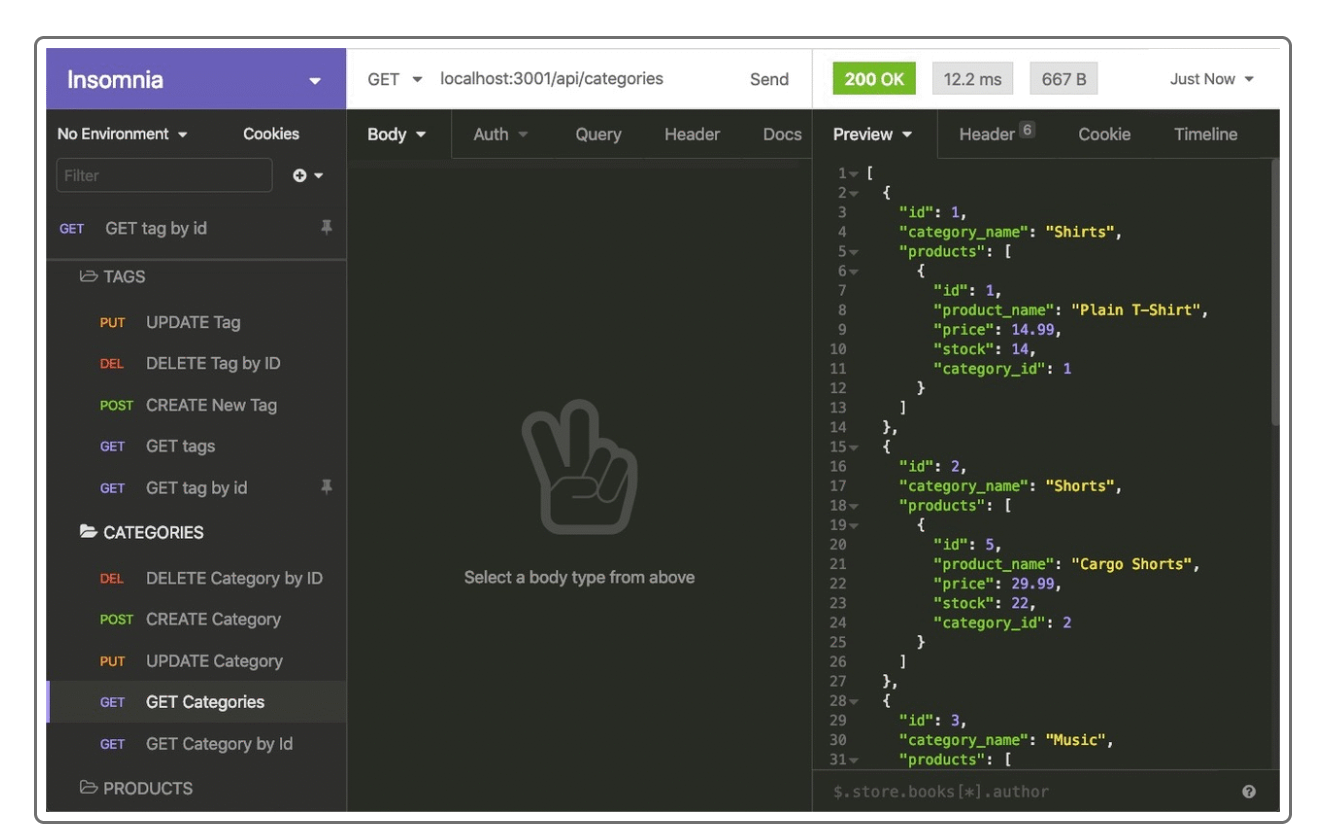 Insomnia
GET localhost:3001/api/categories Send
200 OK 12.2 ms 667 B Just Now
No Environment Cookies
Filter
GET GET tag by id
TAGS
PUT UPDATE Tag
DEL DELETE Tag by ID
POST CREATE New Tag
GET GET tags
GET GET tag by id
CATEGORIES
DEL DELETE Category by ID
POST CREATE Category
PUT UPDATE Category
GET GET Categories
GET GET Category by Id
PRODUCTS
Body Auth Query Header Docs
Select a body type from above
Preview Header 6 Cookie Timeline
1 [
2 {
3 "id": 1,
4 "category_name": "Shirts",
5 "products": [
6 {
7 "id": 1,
8 "product_name": "Plain T-Shirt",
9 "price": 14.99,
10 "stock": 14,
11 "category_id": 1
12 }
13 ]
14 },
15 {
16 "id": 2,
17 "category_name": "Shorts",
18 "products": [
19 {
20 "id": 5,
21 "product_name": "Cargo Shorts",
22 "price": 29.99,
23 "stock": 22,
24 "category_id": 2
25 }
26 ]
27 },
28 {
29 "id": 3,
30 "category_name": "Music",
31 "products": [
$.store.books[*].author ?